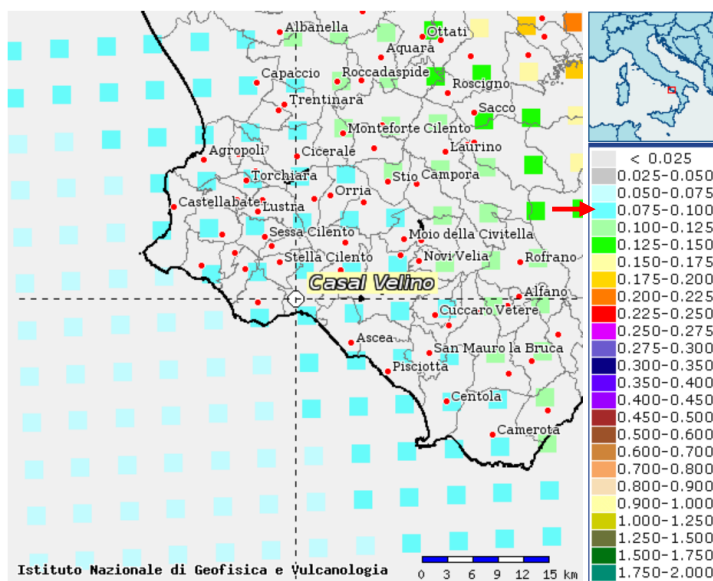 Albanella
Ottati
Aquara
Capaccio
Roccadaspide
Roscigno
Trentinara
Sacco
Monteforte Cilento
Agropoli
Cicerale
Laurino
Torchiara
Stio
Campora
Orria
Castellabate
Lustra
Sessa Cilento
Moio della Civitella
Stella Cilento
Novi Velia
Rofrano
Casal Velino
Alfano
Cuccaro Vetere
Ascea
San Mauro la Bruca
Pisciotta
Centola
Camerota
Istituto Nazionale di Geofisica e Vulcanologia
0 3 6 9 12 15 km
< 0.025
0.025-0.050
0.050-0.075
0.075-0.100
0.100-0.125
0.125-0.150
0.150-0.175
0.175-0.200
0.200-0.225
0.225-0.250
0.250-0.275
0.275-0.300
0.300-0.350
0.350-0.400
0.400-0.450
0.450-0.500
0.500-0.600
0.600-0.700
0.700-0.800
0.800-0.900
0.900-1.000
1.000-1.250
1.250-1.500
1.500-1.750
1.750-2.000